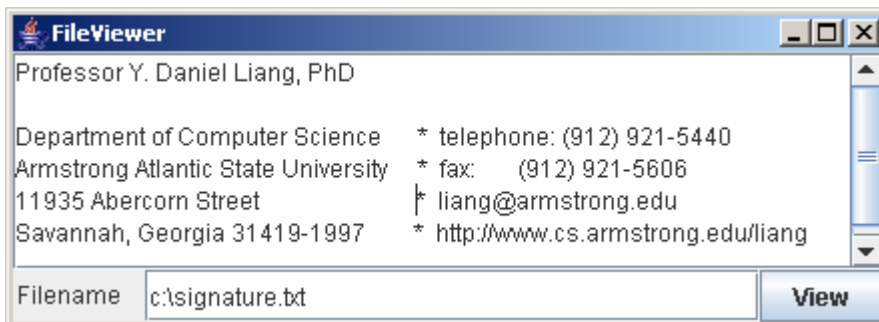 FileViewer
Professor Y. Daniel Liang, PhD
Department of Computer Science * telephone: (912) 921-5440
Armstrong Atlantic State University * fax: (912) 921-5606
11935 Abercorn Street * liang@armstrong.edu
Savannah, Georgia 31419-1997 * http://www.cs.armstrong.edu/liang
Filename c:\signature.txt View